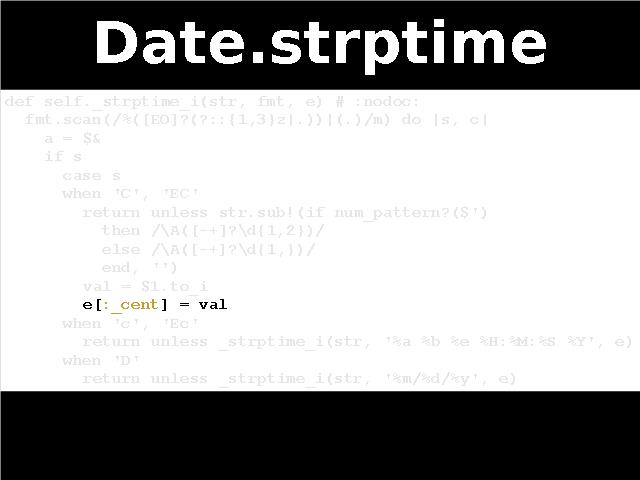 Date.strptime
def self._strptime_i(str, fmt, e) # :nodoc:
fmt.scan(/%([EO]?(?::{1,3}z|.))|(.)/m) do |s, c|
a = $&
if s
case s
when 'C', 'EC'
return unless str.sub!(if num_pattern?($')
then /\A([-+]?\d{1,2})/
else /\A([-+]?\d{1,})/
end, '')
val = $1.to_i
e[:_cent] = val
when 'c', 'Ec'
return unless _strptime_i(str, '%a %b %e %H:%M:%S %Y', e)
when 'D'
return unless _strptime_i(str, '%m/%d/%y', e)